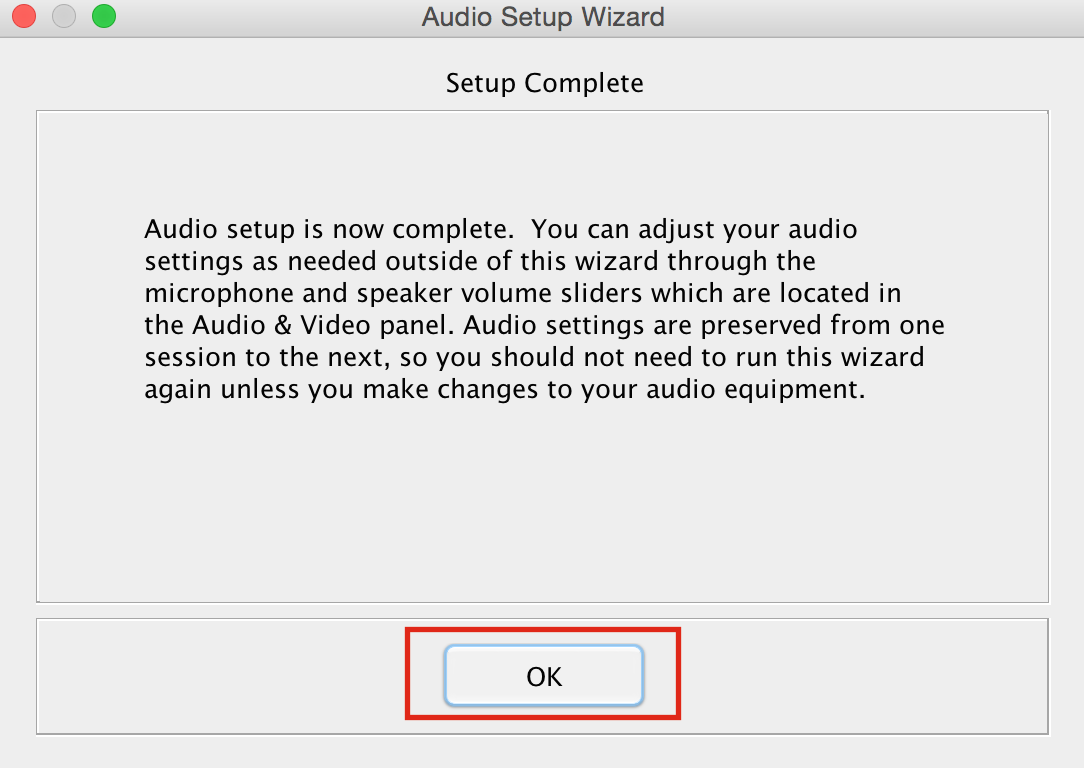 Audio Setup Wizard
Setup Complete
Audio setup is now complete.  You can adjust your audio
settings as needed outside of this wizard through the
microphone and speaker volume sliders which are located in
the Audio & Video panel. Audio settings are preserved from one
session to the next, so you should not need to run this wizard
again unless you make changes to your audio equipment.
OK